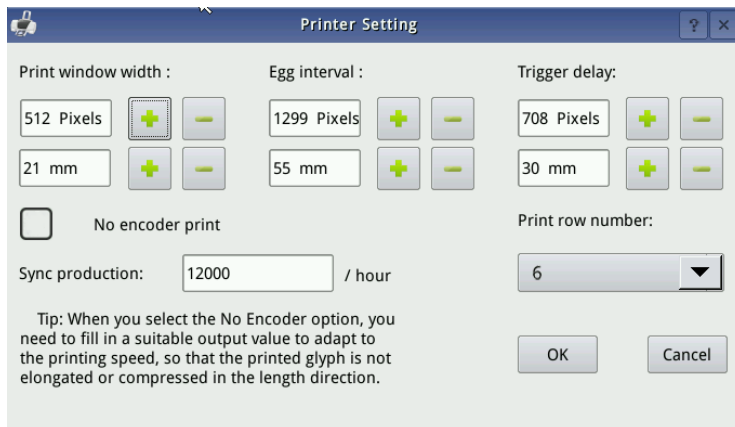 Printer Setting
? ×
Print window width :
Egg interval :
Trigger delay:
512 Pixels
1299 Pixels
708 Pixels
21 mm
55 mm
30 mm
No encoder print
Print row number:
Sync production:
12000
/ hour
6
Tip: When you select the No Encoder option, you
need to fill in a suitable output value to adapt to
the printing speed, so that the printed glyph is not
elongated or compressed in the length direction.
OK
Cancel